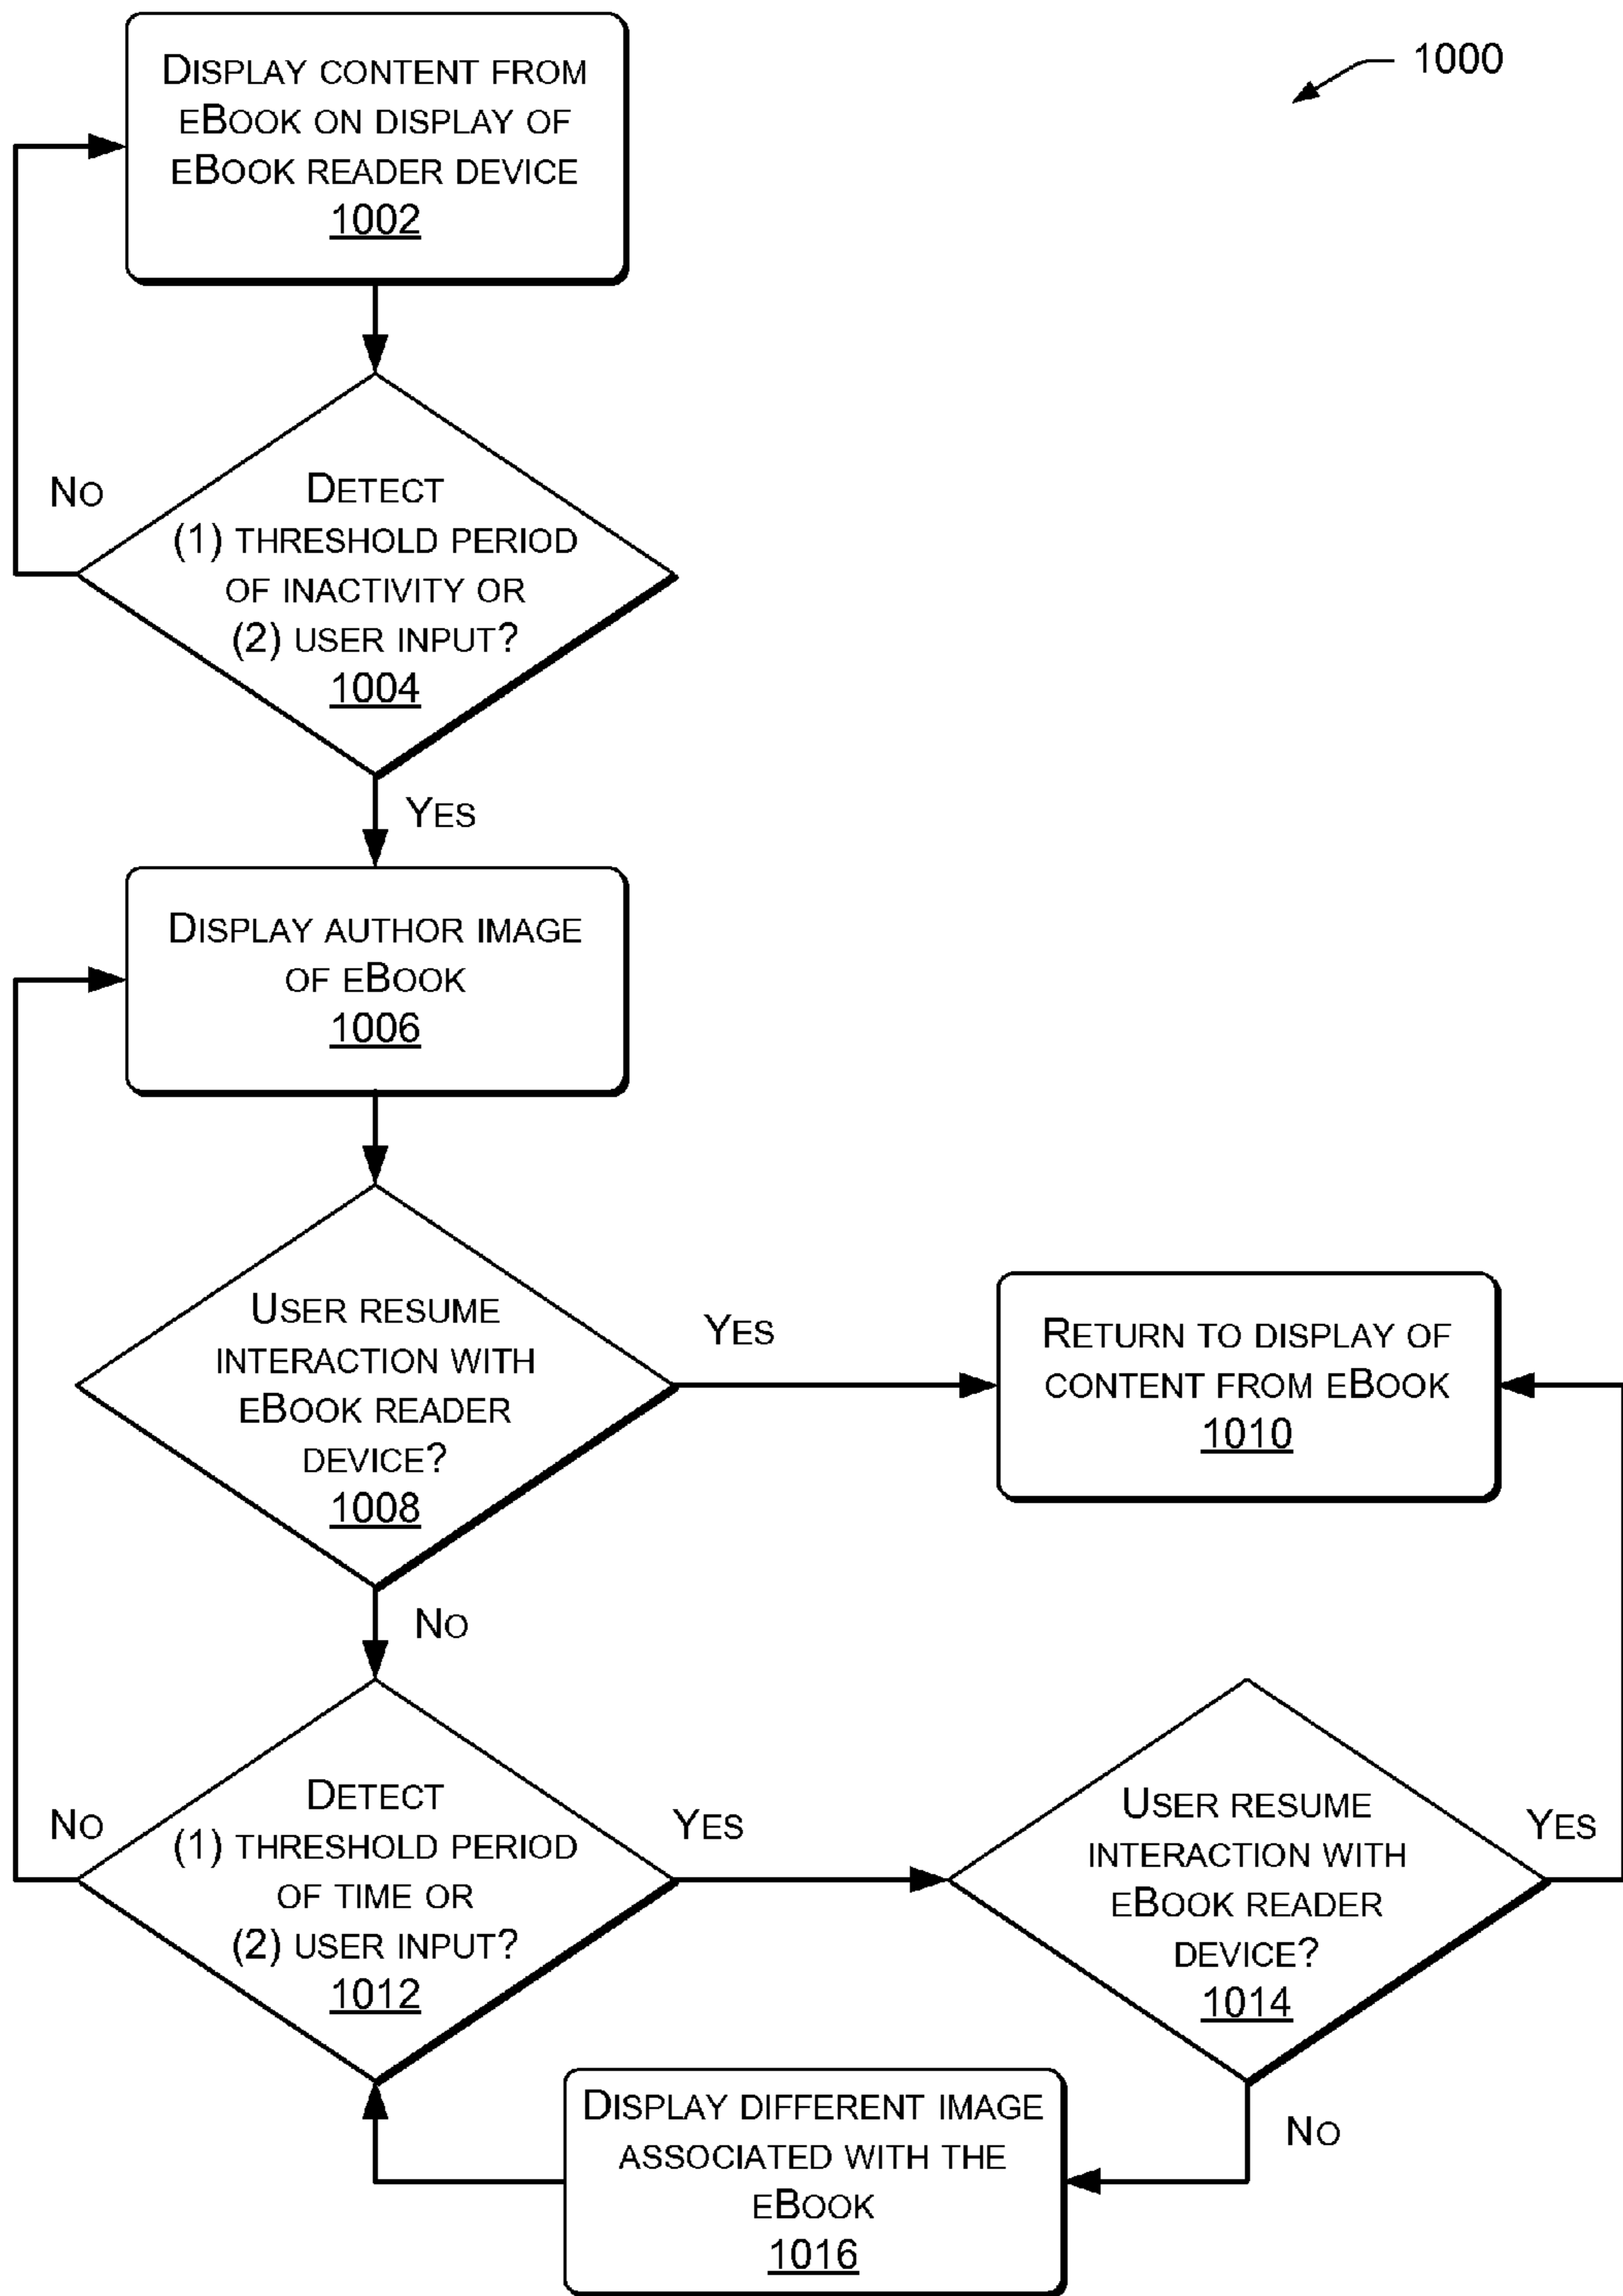 1000
Display content from
eBook on display of
eBook reader device
1002
Detect
(1) threshold period
of inactivity or
(2) user input?
1004
No
Yes
Display author image
of eBook
1006
User resume
interaction with
eBook reader
device?
1008
Yes
Return to display of
content from eBook
1010
No
Detect
(1) threshold period
of time or
(2) user input?
1012
No
Yes
User resume
interaction with
eBook reader
device?
1014
Yes
No
Display different image
associated with the
eBook
1016